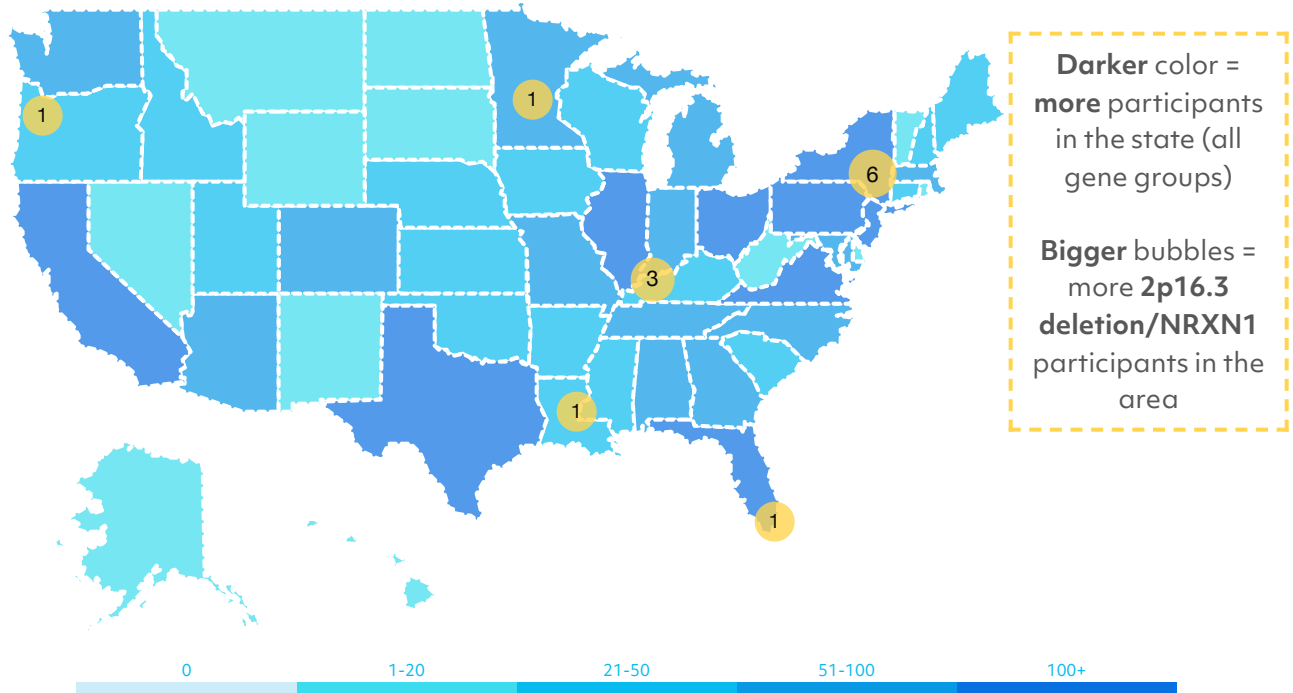 Darker color =
more participants
in the state (all
gene groups)
Bigger bubbles =
more 2p16.3
deletion/NRXN1
participants in the
area
1
1
6
3
1
1
0 1-20 21-50 51-100 100+